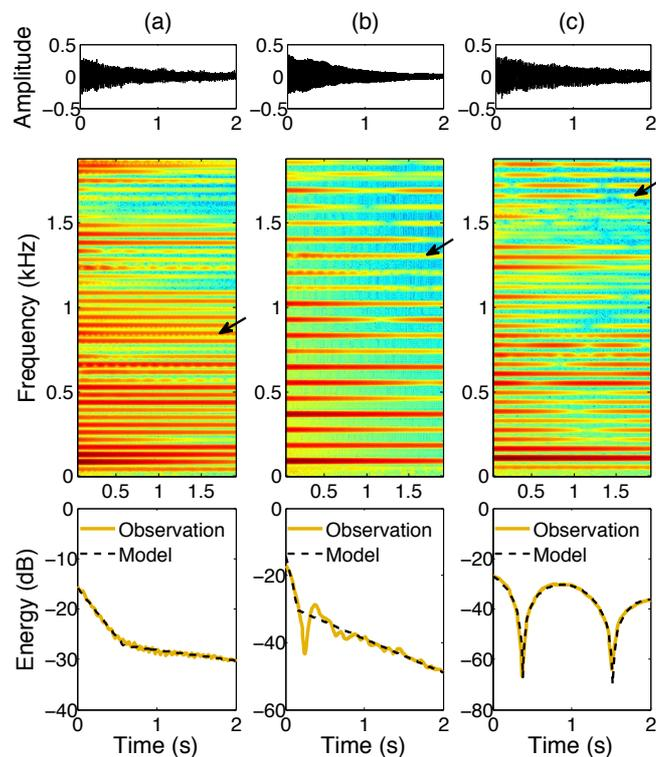 (a) (b) (c)
Amplitude
0.5 0.5 0.5
0 0 0
−0.5 −0.5 −0.5
0 1 2 0 1 2 0 1 2
Frequency (kHz)
1.5 1.5 1.5
1 1 1
0.5 0.5 0.5
0 0 0
0.5 1 1.5 0.5 1 1.5 0.5 1 1.5
Energy (dB)
0 0 0
Observation Observation Observation
Model Model Model
−10 −20 −20
−20 −40 −40
−30 −60
−40 −60 −80
0 1 2 0 1 2 0 1 2
Time (s) Time (s) Time (s)